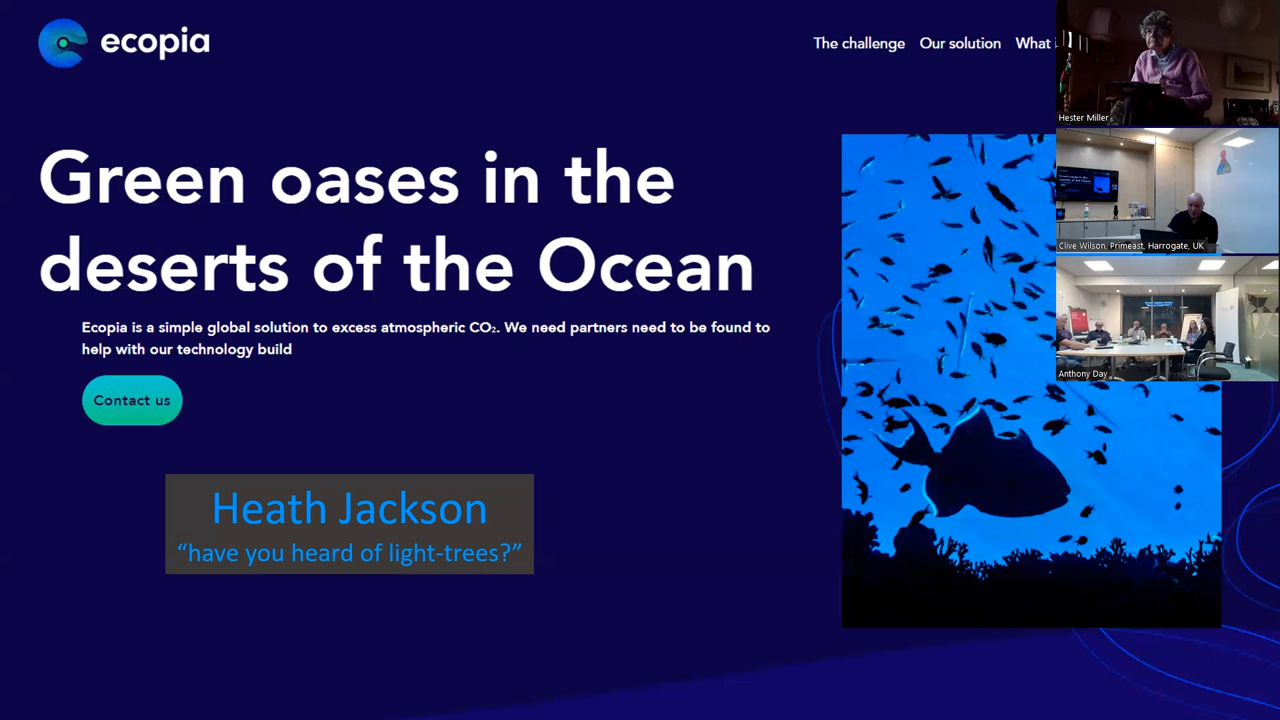 ecopia
The challenge Our solution What
Green oases in the
deserts of the Ocean
Ecopia is a simple global solution to excess atmospheric CO₂. We need partners need to be found to
help with our technology build
Contact us
Heath Jackson
“have you heard of light-trees?”
Hester Miller
Clive Wilson, Primeast, Harrogate, UK
Anthony Day